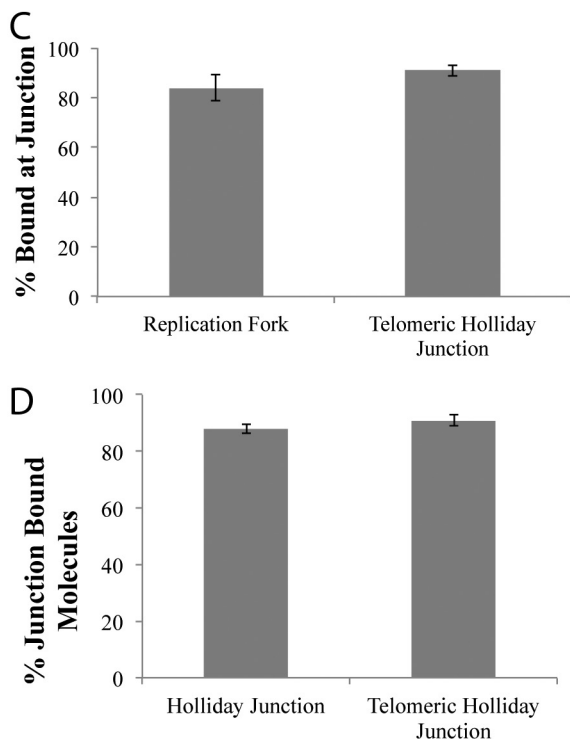 C
% Bound at Junction
100
80
60
40
20
0
Replication Fork
Telomeric Holliday
Junction
D
% Junction Bound
Molecules
100
80
60
40
20
0
Holliday Junction
Telomeric Holliday
Junction